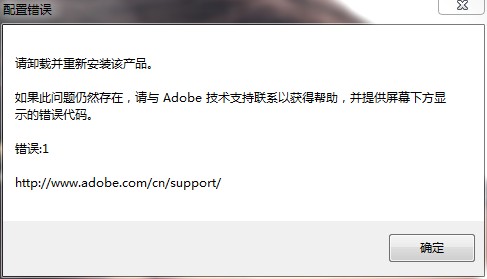 配置错误
请卸载并重新安装该产品。
如果此问题仍然存在，请与 Adobe 技术支持联系以获得帮助，并提供屏幕下方显
示的错误代码。
错误:1
http://www.adobe.com/cn/support/
确定